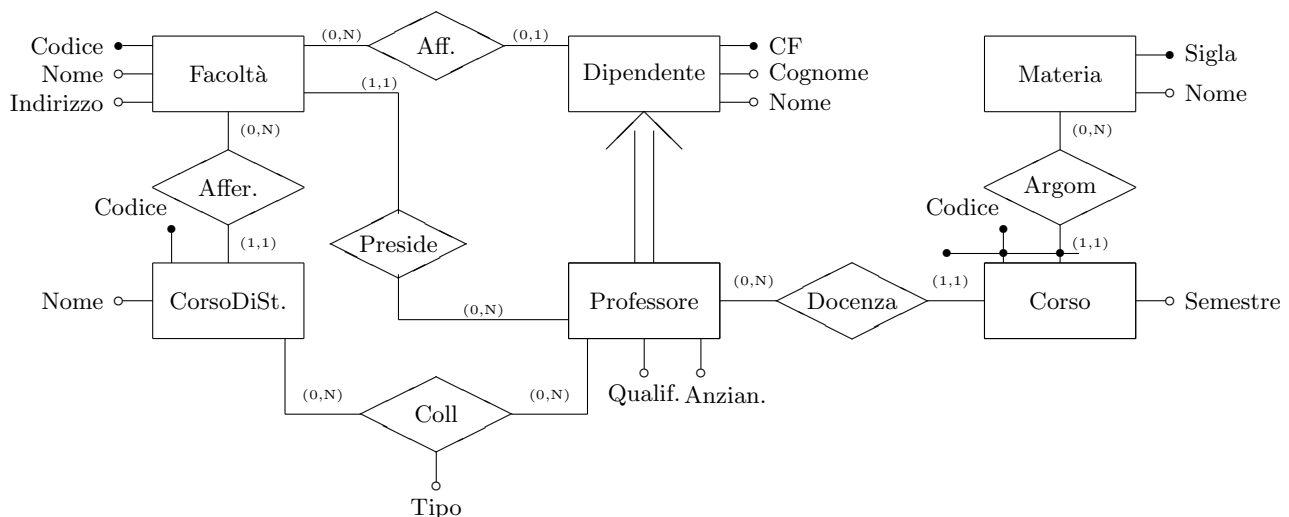 Codice
Nome
Indirizzo
Facoltà
(0,N)
Aff.
(0,1)
Dipendente
CF
Cognome
Nome
Materia
Sigla
Nome
(1,1)
(0,N)
(0,N)
Affer.
Argom
Codice
Codice
(1,1)
Preside
(1,1)
Nome
CorsoDiSt.
(0,N)
Professore
(0,N)
Docenza
(1,1)
Corso
Semestre
(0,N)
Coll
(0,N)
Qualif.
Anzian.
Tipo